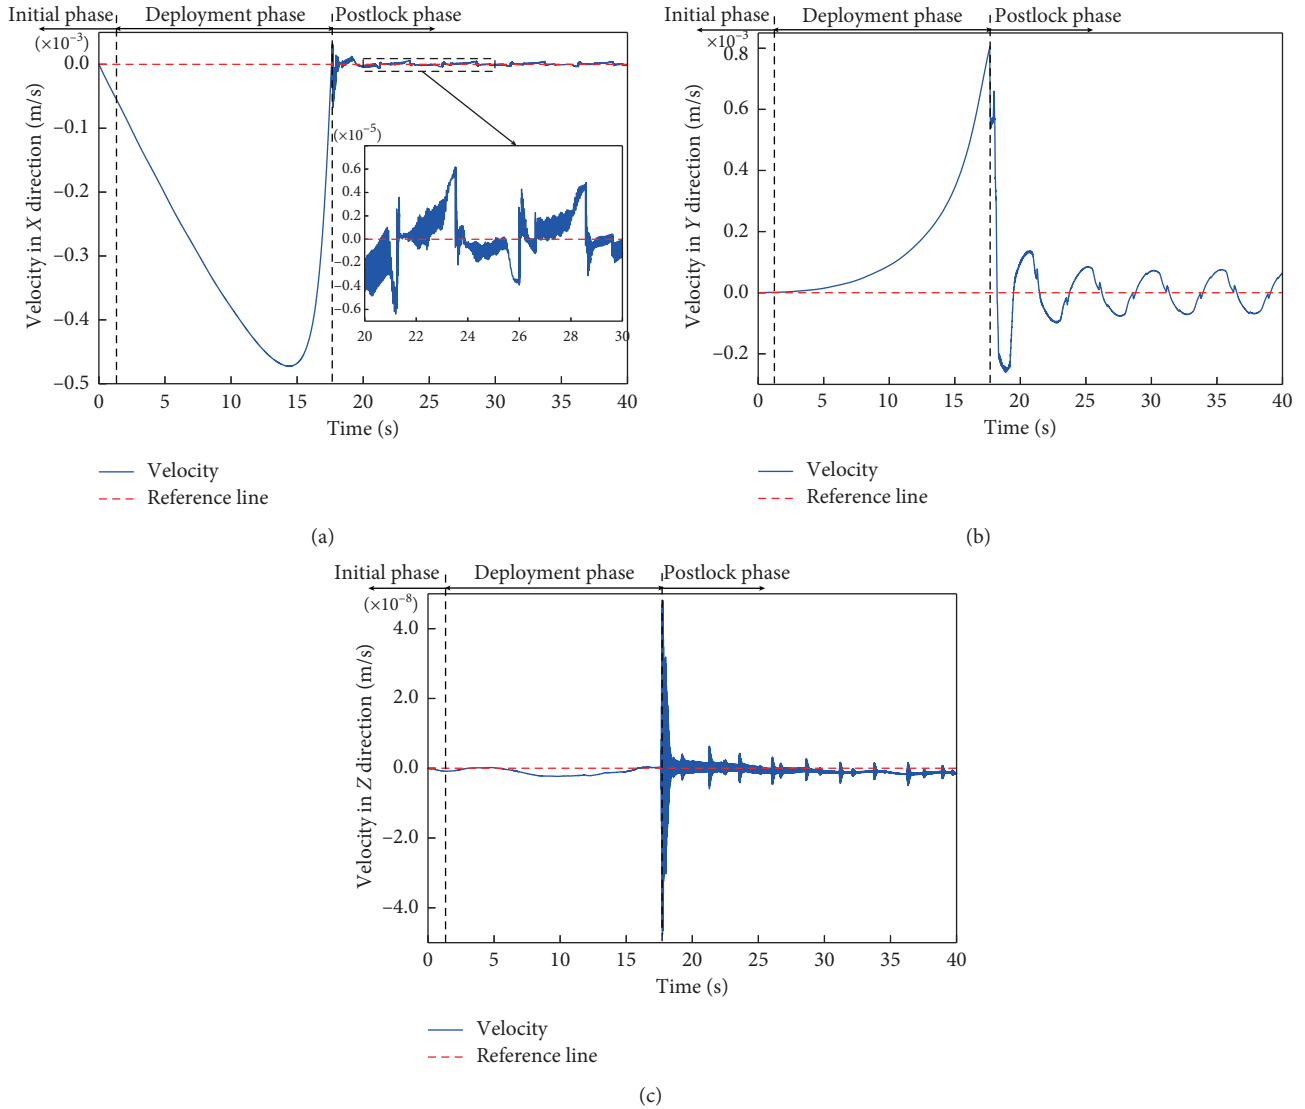 Initial phase Deployment phase Postlock phase
(×10⁻³)
0.0
−0.1
−0.2
−0.3
−0.4
−0.5
Velocity in X direction (m/s)
(×10⁻⁵)
0.6
0.4
0.2
0.0
−0.2
−0.4
−0.6
20 22 24 26 28 30
0 5 10 15 20 25 30 35 40
Time (s)
Velocity
Reference line
(a)
Initial phase Deployment phase Postlock phase
×10⁻³
0.8
0.6
0.4
0.2
0.0
−0.2
Velocity in Y direction (m/s)
0 5 10 15 20 25 30 35 40
Time (s)
Velocity
Reference line
(b)
Initial phase Deployment phase Postlock phase
(×10⁻⁸)
4.0
2.0
0.0
−2.0
−4.0
Velocity in Z direction (m/s)
0 5 10 15 20 25 30 35 40
Time (s)
Velocity
Reference line
(c)